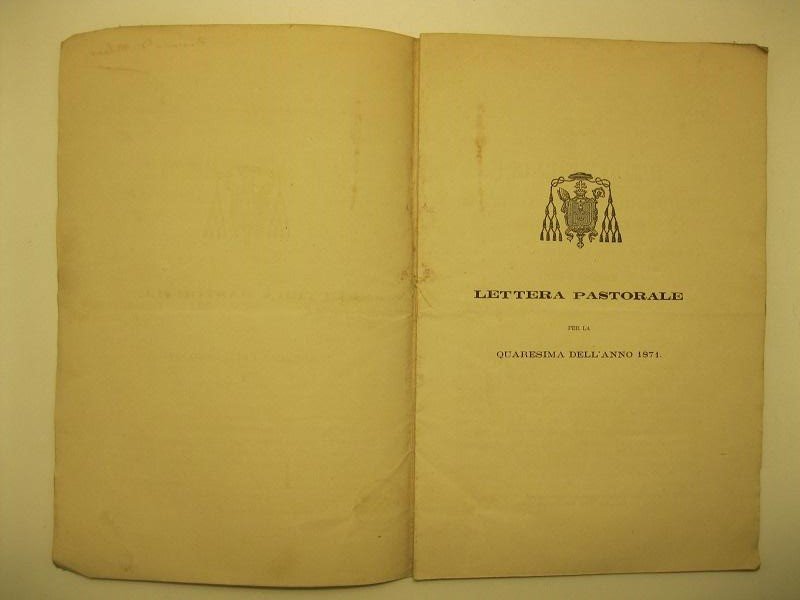 LETTERA PASTORALE
PER LA
QUARESIMA DELL'ANNO 1871.